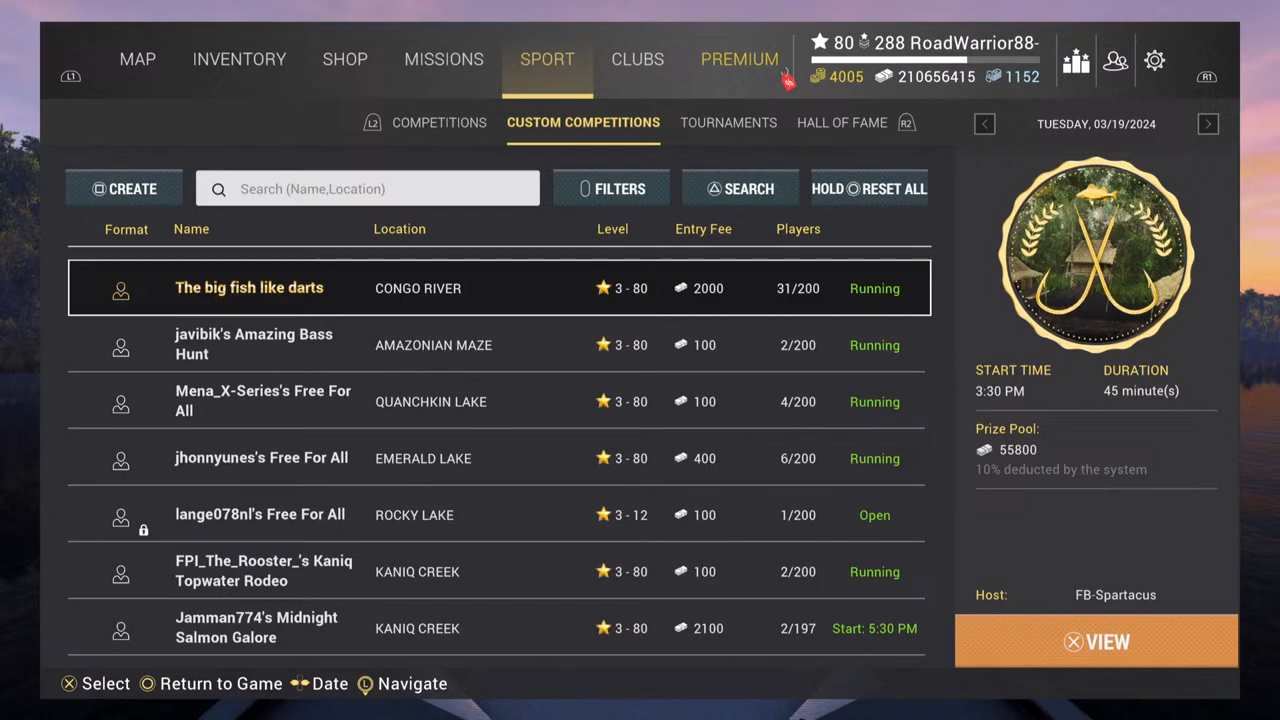 MAP INVENTORY SHOP MISSIONS SPORT CLUBS PREMIUM
80 288 RoadWarrior88-
4005 210656415 1152
L1 R1
L2 COMPETITIONS CUSTOM COMPETITIONS TOURNAMENTS HALL OF FAME R2
TUESDAY, 03/19/2024
CREATE Search (Name,Location) FILTERS SEARCH HOLD RESET ALL
Format Name Location Level Entry Fee Players
The big fish like darts CONGO RIVER 3 - 80 2000 31/200 Running
javibik's Amazing Bass
Hunt
AMAZONIAN MAZE 3 - 80 100 2/200 Running
Mena_X-Series's Free For
All
QUANCHKIN LAKE 3 - 80 100 4/200 Running
jhonnyunes's Free For All EMERALD LAKE 3 - 80 400 6/200 Running
lange078nl's Free For All ROCKY LAKE 3 - 12 100 1/200 Open
FPI_The_Rooster_'s Kaniq
Topwater Rodeo
KANIQ CREEK 3 - 80 100 2/200 Running
Jamman774's Midnight
Salmon Galore
KANIQ CREEK 3 - 80 2100 2/197 Start: 5:30 PM
START TIME DURATION
3:30 PM 45 minute(s)
Prize Pool:
55800
10% deducted by the system
Host: FB-Spartacus
VIEW
Select Return to Game Date L Navigate